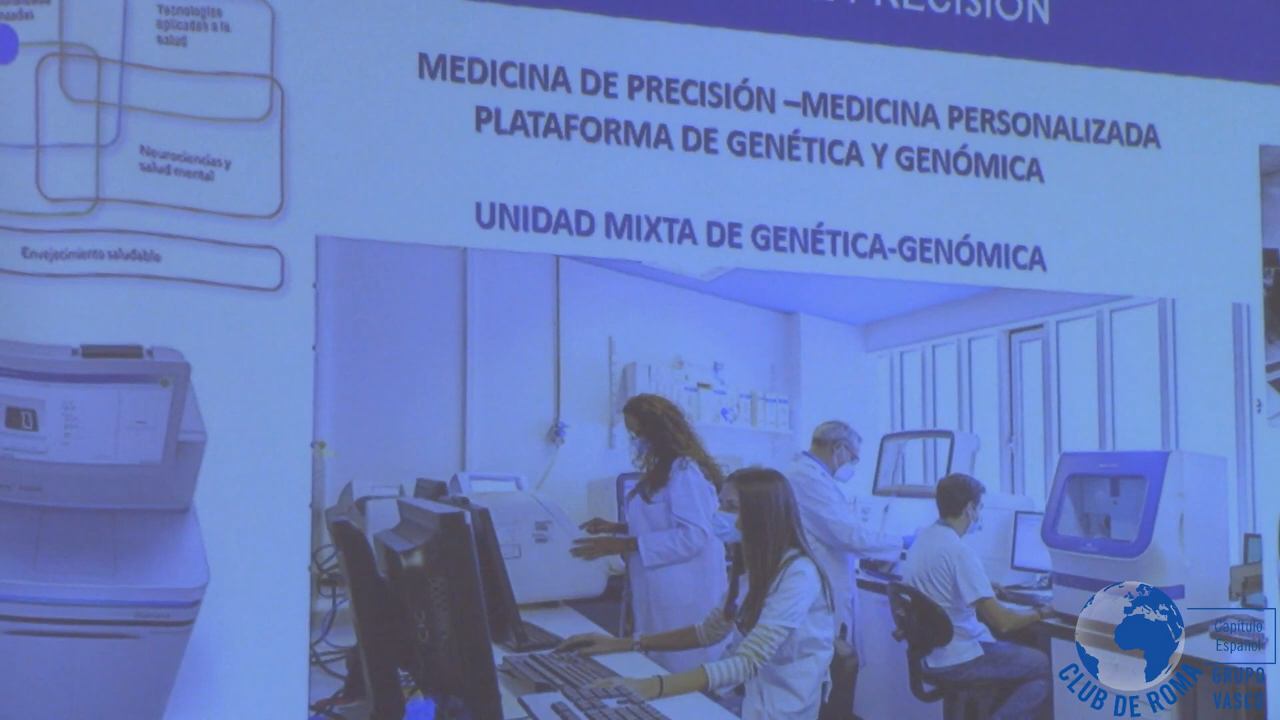 PRECISIÓN
Tecnologías
aplicadas a la
salud
MEDICINA DE PRECISIÓN –MEDICINA PERSONALIZADA
PLATAFORMA DE GENÉTICA Y GENÓMICA
Neurociencias y
salud mental
UNIDAD MIXTA DE GENÉTICA-GENÓMICA
Envejecimiento saludable
Capítulo
Español
GRUPO
VASCO
CLUB DE ROMA